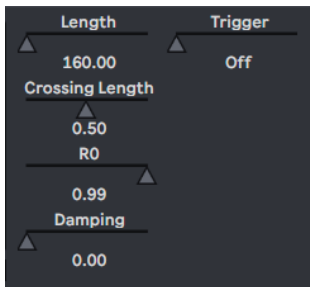 Length
Trigger
160.00
Off
Crossing Length
0.50
R0
0.99
Damping
0.00